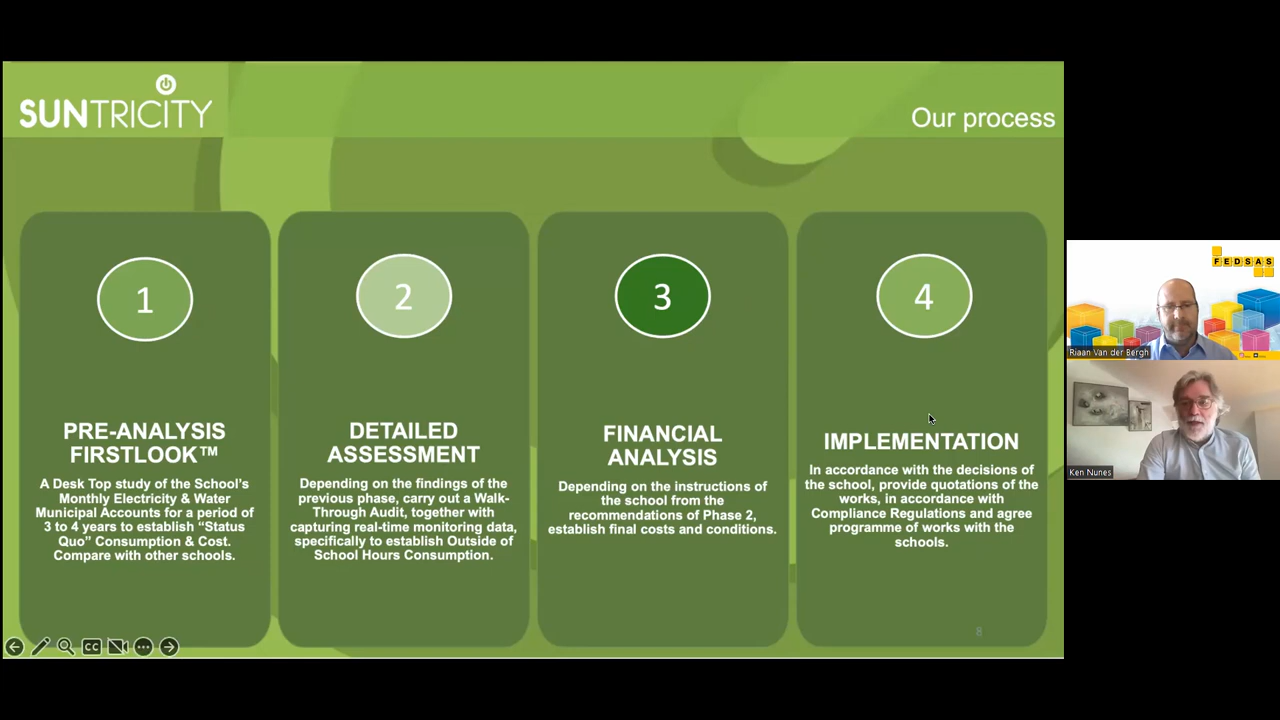 SUNTRICITY
Our process
1
PRE-ANALYSIS
FIRSTLOOK™
A Desk Top study of the School's
Monthly Electricity & Water
Municipal Accounts for a period of
3 to 4 years to establish “Status
Quo” Consumption & Cost.
Compare with other schools.
2
DETAILED
ASSESSMENT
Depending on the findings of the
previous phase, carry out a Walk-
Through Audit, together with
capturing real-time monitoring data,
specifically to establish Outside of
School Hours Consumption.
3
FINANCIAL
ANALYSIS
Depending on the instructions of
the school from the
recommendations of Phase 2,
establish final costs and conditions.
4
IMPLEMENTATION
In accordance with the decisions of
the school, provide quotations of the
works, in accordance with
Compliance Regulations and agree
programme of works with the
schools.
8
CC
FEDSAS
Riaan Van der Bergh
Ken Nunes